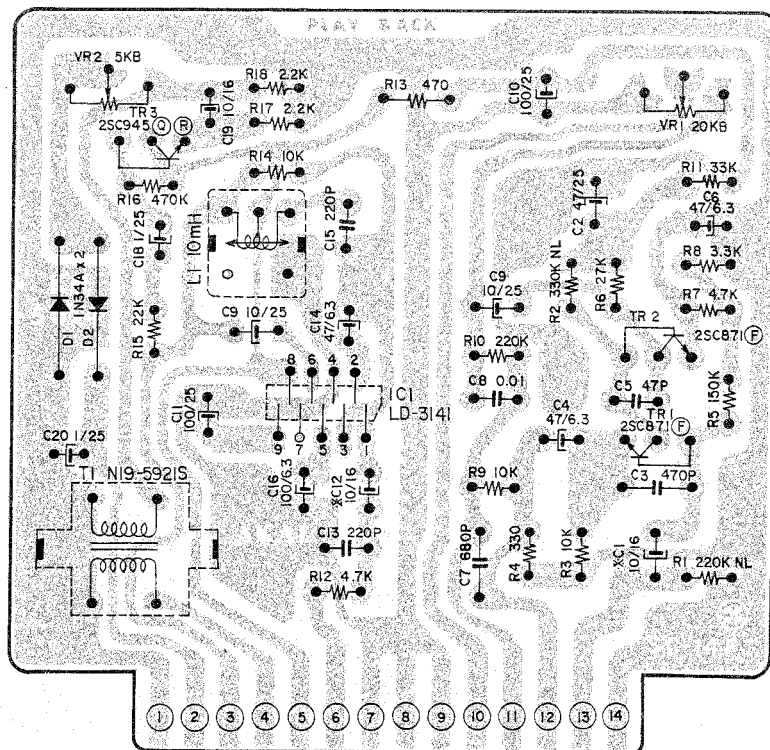 PLAY BACK
VR2 5KB
TR3
2SC945 Q R
C19 10/16
R18 2.2K
R17 2.2K
R14 10K
R13 470
C10 100/25
VR1 20KB
R16 470K
C18 1/25
L1 10mH
C15 220P
C2 47/25
R11 33K
C6
47/6.3
R8 3.3K
R7 4.7K
1N34A x 2
D1
D2
R15 22K
C9 10/25
C14
47/6.3
C9
10/25
R2 330K NL
R6 27K
TR 2
2SC871 F
R10 220K
C8 0.01
C5 47P
R5 150K
8 6 4 2
IC1
LD-3141
9 7 5 3 1
C11
100/25
C4
47/6.3
TR1
2SC871 F
C20 1/25
T1 N19-5921S
C16
100/6.3
XC12
10/16
R9 10K
C3 470P
C13 220P
R12 4.7K
C7 680P
R4 330
R3 10K
XC1
10/16
R1 220K NL
1 2 3 4 5 6 7 8 9 10 11 12 13 14